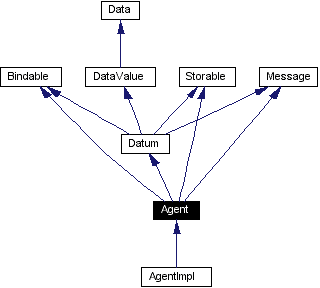 Data
Bindable
DataValue
Storable
Message
Datum
Agent
AgentImpl